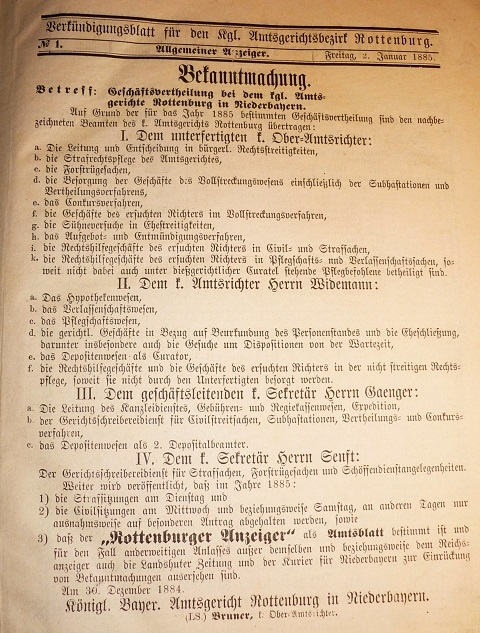 Verkündigungsblatt für den Kgl. Amtsgerichtsbezirk Rottenburg.
№ 1. Allgemeiner Anzeiger. Freitag, 2. Januar 1885.
Bekanntmachung.
Betreff: Geschäftsvertheilung bei dem kgl. Amts-
gerichte Rottenburg in Niederbayern.
Auf Grund der für das Jahr 1885 bestimmten Geschäftsvertheilung sind den nachbe-
zeichneten Beamten des k. Amtsgerichts Rottenburg übertragen:
I. Dem unterfertigten k. Ober-Amtsrichter:
a. Die Leitung und Entscheidung in bürgerl. Rechtsstreitigkeiten,
b. die Strafrechtspflege des Amtsgerichtes,
c. die Forstrügesachen,
d. die Besorgung der Geschäfte des Vollstreckungswesens einschließlich der Subhastationen und
Vertheilungsverfahrens,
e. das Concursverfahren,
f. die Geschäfte des ersuchten Richters im Vollstreckungsverfahren,
g. die Sühneversuche in Ehestreitigkeiten,
h. das Aufgebot- und Entmündigungsverfahren,
i. die Rechtshilfegeschäfte des ersuchten Richters in Civil- und Strafsachen,
k. die Rechtshilfegeschäfte des ersuchten Richters in Pflegschafts- und Verlassenschaftssachen, so-
weit nicht dabei auch unter dießgerichtlicher Curatel stehende Pflegbefohlene betheiligt sind.
II. Dem k. Amtsrichter Herrn Widemann:
a. Das Hypothekenwesen,
b. das Verlassenschaftswesen,
c. das Pflegschaftswesen,
d. die gerichtl. Geschäfte in Bezug auf Beurkundung des Personenstandes und die Eheschließung,
darunter insbesondere auch die Gesuche um Dispositionen von der Wartezeit,
e. das Depositenwesen als Curator,
f. die Rechtshilfegeschäfte und die Geschäfte des ersuchten Richters in der nicht streitigen Rechts-
pflege, soweit sie nicht durch den Unterfertigten besorgt werden.
III. Dem geschäftsleitenden k. Sekretär Herrn Gaenger:
a. Die Leitung des Kanzleidienstes, Gebühren- und Regiekassenwesen, Expedition,
b. der Gerichtsschreibereidienst für Civilstreitsachen, Subhastationen, Vertheilungs- und Conkurs-
verfahren,
c. das Depositenwesen als 2. Depositalbeamter.
IV. Dem k. Sekretär Herrn Senft:
Der Gerichtsschreibereidienst für Strafsachen, Forstrügesachen und Schöffendienstangelegenheiten.
Weiter wird veröffentlicht, daß im Jahre 1885:
1) die Strafsitzungen am Dienstag und
2) die Civilsitzungen am Mittwoch und beziehungsweise Samstag, an anderen Tagen nur
ausnahmsweise auf besonderen Antrag abgehalten werden, sowie
3) daß der „Rottenburger Anzeiger“ als Amtsblatt bestimmt ist und
für den Fall anderweitigen Anlasses außer demselben und beziehungsweise dem Reichs-
anzeiger auch die Landshuter Zeitung und der Kurier für Niederbayern zur Einrückung
von Bekanntmachungen ausersehen sind.
Am 30. Dezember 1884.
Königl. Bayer. Amtsgericht Rottenburg in Niederbayern.
(LS.) Bruner, k. Ober-Amtsrichter.